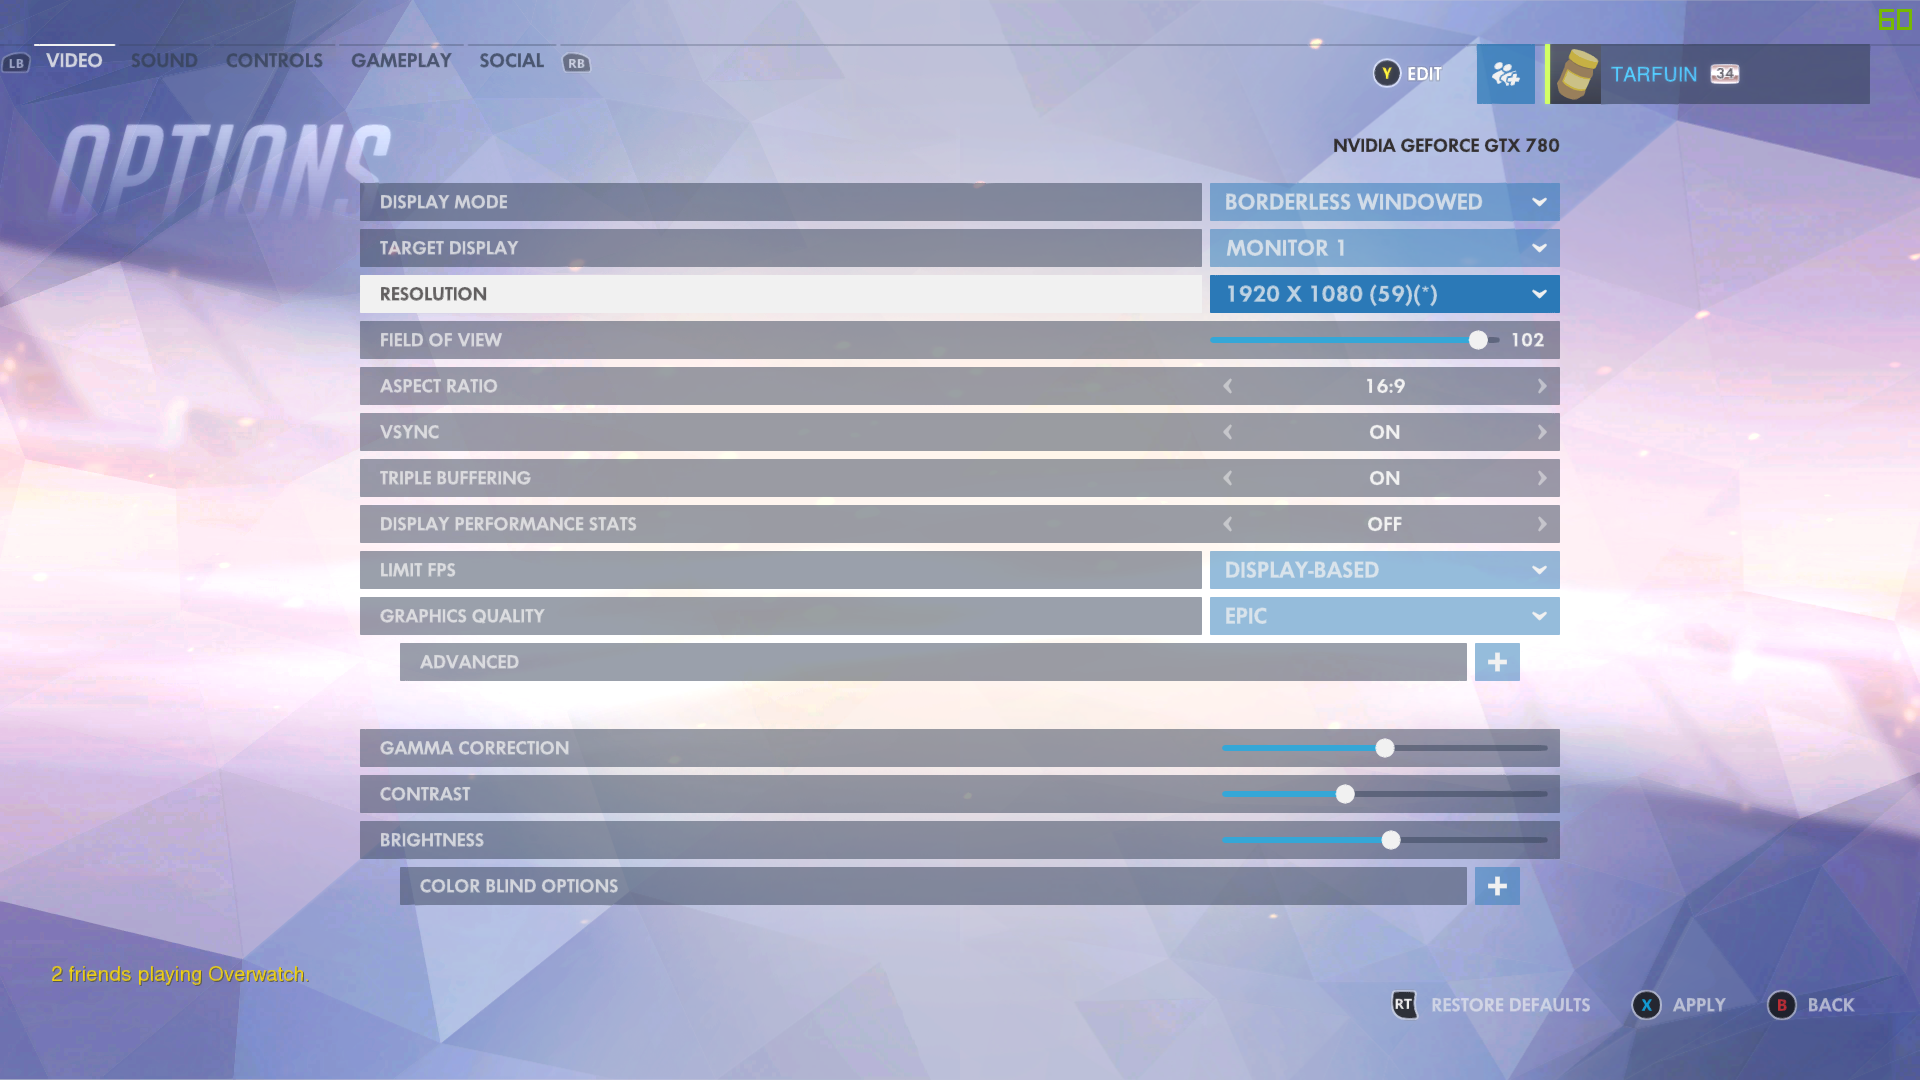 60
LB VIDEO SOUND CONTROLS GAMEPLAY SOCIAL RB
Y EDIT TARFUIN 34
OPTIONS
NVIDIA GEFORCE GTX 780
DISPLAY MODE BORDERLESS WINDOWED
TARGET DISPLAY MONITOR 1
RESOLUTION 1920 X 1080 (59)(*)
FIELD OF VIEW 102
ASPECT RATIO 16:9
VSYNC ON
TRIPLE BUFFERING ON
DISPLAY PERFORMANCE STATS OFF
LIMIT FPS DISPLAY-BASED
GRAPHICS QUALITY EPIC
ADVANCED +
GAMMA CORRECTION
CONTRAST
BRIGHTNESS
COLOR BLIND OPTIONS +
2 friends playing Overwatch.
RT RESTORE DEFAULTS X APPLY B BACK